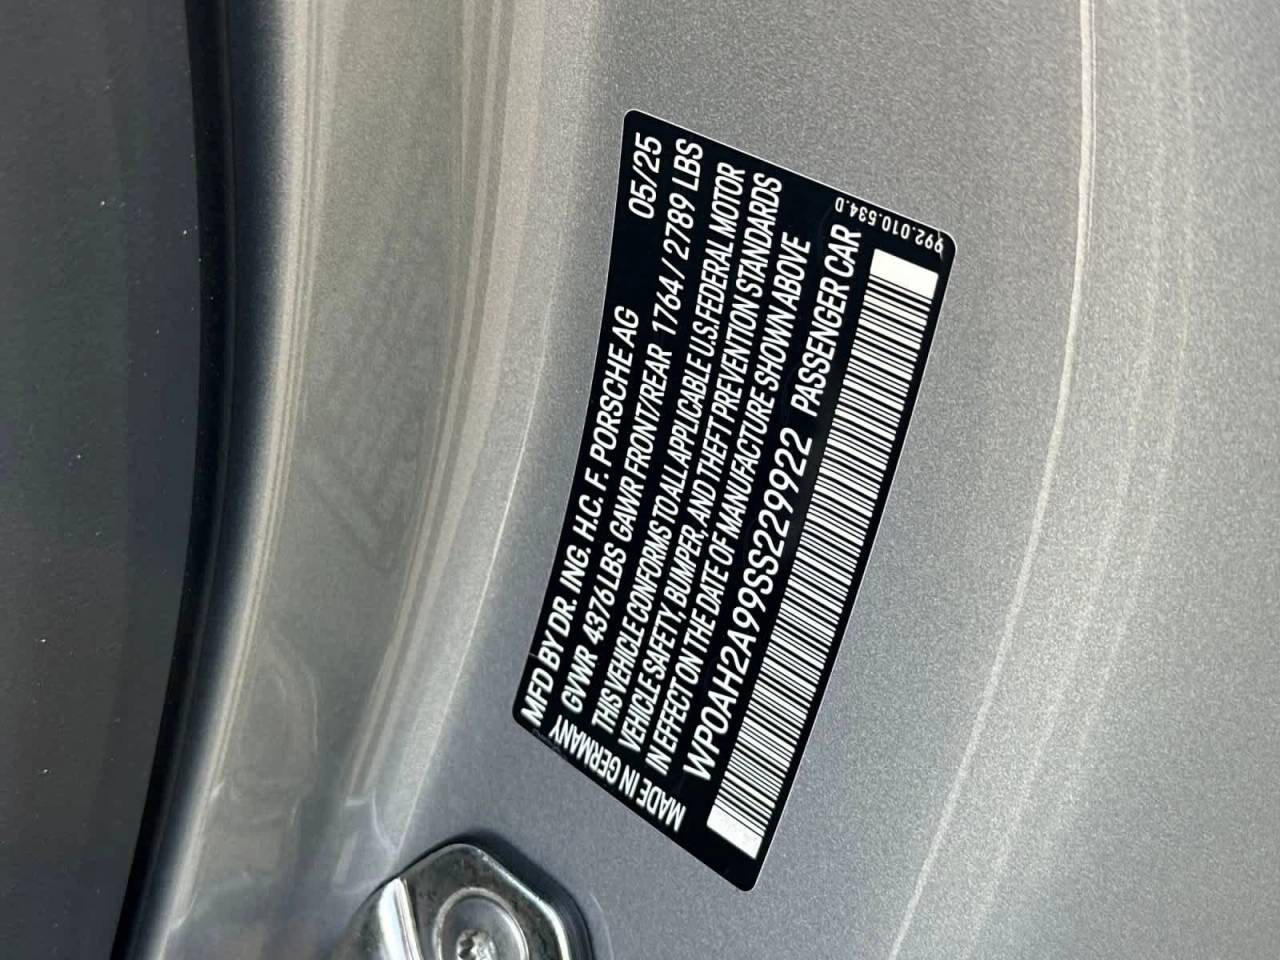 MFD BY DR. ING. H.C. F. PORSCHE AG 05/25
GVWR 4376 LBS GAWR FRONT/REAR 1764 / 2789 LBS
THIS VEHICLE CONFORMS TO ALL APPLICABLE U.S. FEDERAL MOTOR
VEHICLE SAFETY, BUMPER, AND THEFT PREVENTION STANDARDS
IN EFFECT ON THE DATE OF MANUFACTURE SHOWN ABOVE
WP0AH2A99SS229922 PASSENGER CAR
MADE IN GERMANY
992.010.534.D